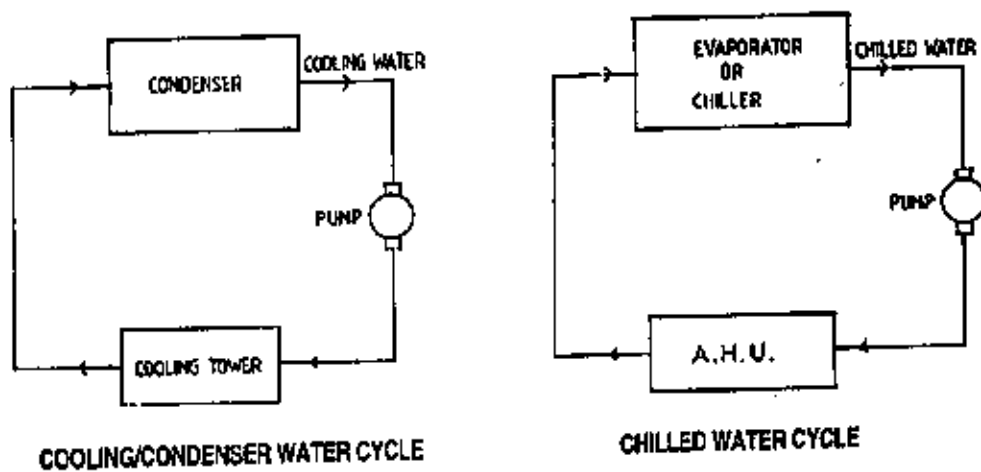 CONDENSER
COOLING WATER
PUMP
COOLING TOWER
COOLING/CONDENSER WATER CYCLE
EVAPORATOR
OR
CHILLER
CHILLED WATER
PUMP
A.H.U.
CHILLED WATER CYCLE